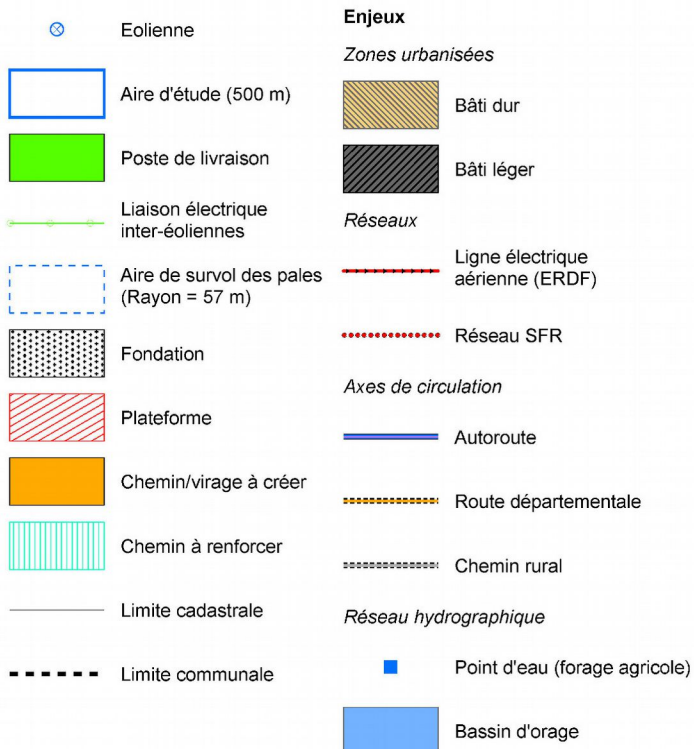 Eolienne
Aire d'étude (500 m)
Poste de livraison
Liaison électrique
inter-éoliennes
Aire de survol des pales
(Rayon = 57 m)
Fondation
Plateforme
Chemin/virage à créer
Chemin à renforcer
Limite cadastrale
Limite communale
Enjeux
Zones urbanisées
Bâti dur
Bâti léger
Réseaux
Ligne électrique
aérienne (ERDF)
Réseau SFR
Axes de circulation
Autoroute
Route départementale
Chemin rural
Réseau hydrographique
Point d'eau (forage agricole)
Bassin d'orage